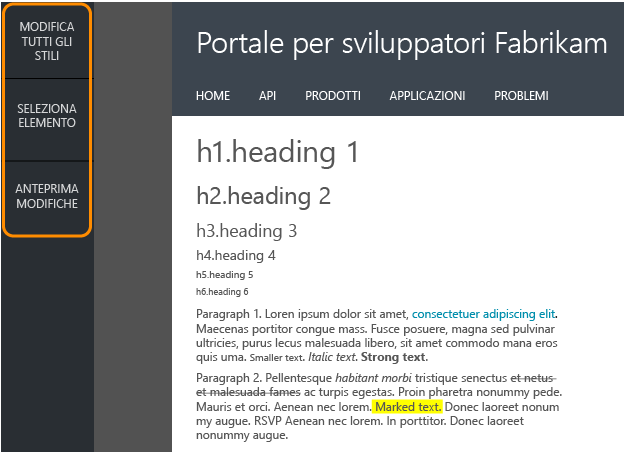 MODIFICA
TUTTI GLI
STILI
SELEZIONA
ELEMENTO
ANTEPRIMA
MODIFICHE
Portale per sviluppatori Fabrikam
HOME API PRODOTTI APPLICAZIONI PROBLEMI
h1.heading 1
h2.heading 2
h3.heading 3
h4.heading 4
h5.heading 5
h6.heading 6
Paragraph 1. Loren ipsum dolor sit amet, consectetuer adipiscing elit.
Maecenas portitor congue mass. Fusce posuere, magna sed pulvinar
ultricies, purus lecus malesuada libero, sit amet commodo mana eros
quis uma. Smaller text. Italic text. Strong text.
Paragraph 2. Pellentesque habitant morbi tristique senectus et netus
et malesuada fames ac turpis egestas. Proin pharetra nonummy pede.
Mauris et orci. Aenean nec lorem. Marked text. Donec laoreet nonum
my augue. RSVP Aenean nec lorem. In porttitor. Donec laoreet
nonummy augue.